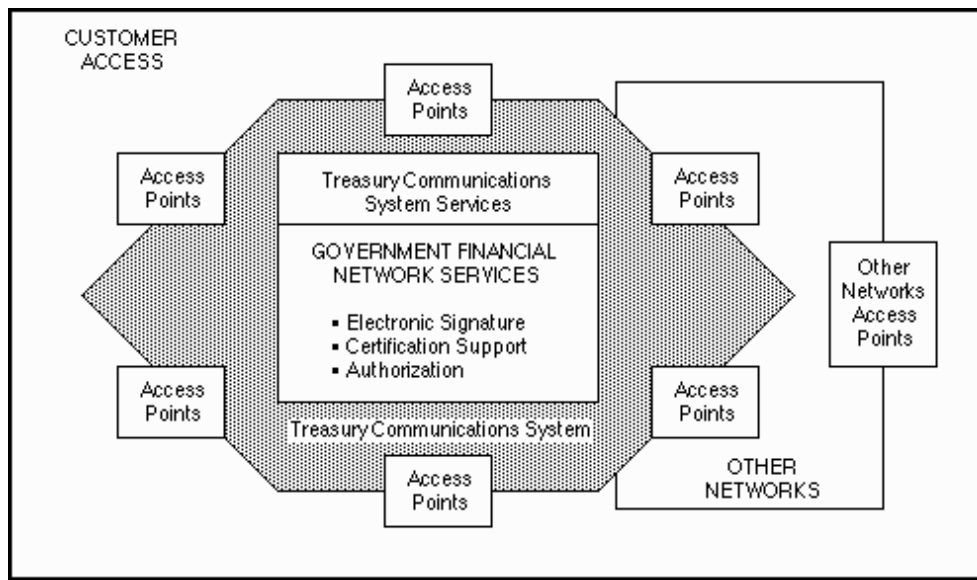 CUSTOMER
ACCESS
Access
Points
Access
Points
Access
Points
Treasury Communications
System Services
GOVERNMENT FINANCIAL
NETWORK SERVICES
▪ Electronic Signature
▪ Certification Support
▪ Authorization
Other
Networks
Access
Points
Access
Points
Access
Points
Treasury Communications System
Access
Points
OTHER
NETWORKS